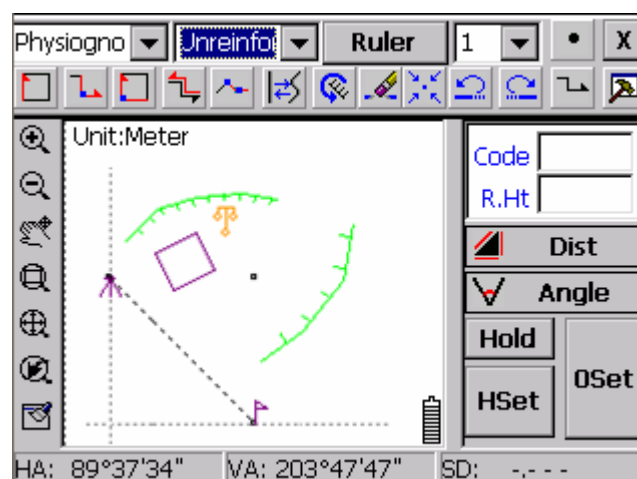 Physiogno Unreinfo Ruler 1 X
Unit:Meter
Code
R.Ht
Dist
Angle
Hold
HSet
0Set
HA: 89°37'34" VA: 203°47'47" SD: -.- - -